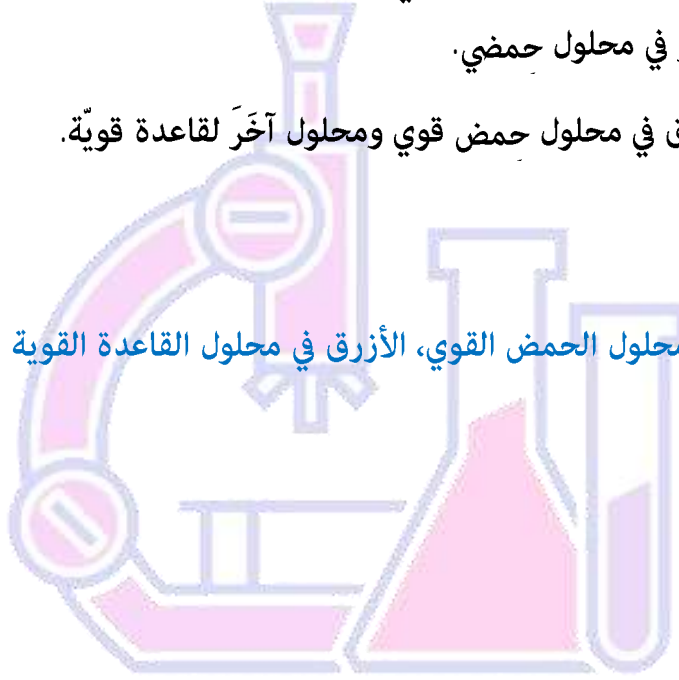 في محلول حِمضي.
في محلول حِمض قوي ومحلول آخَرَ لقاعدة قويّة.
محلول الحمض القوي، الأزرق في محلول القاعدة القوية